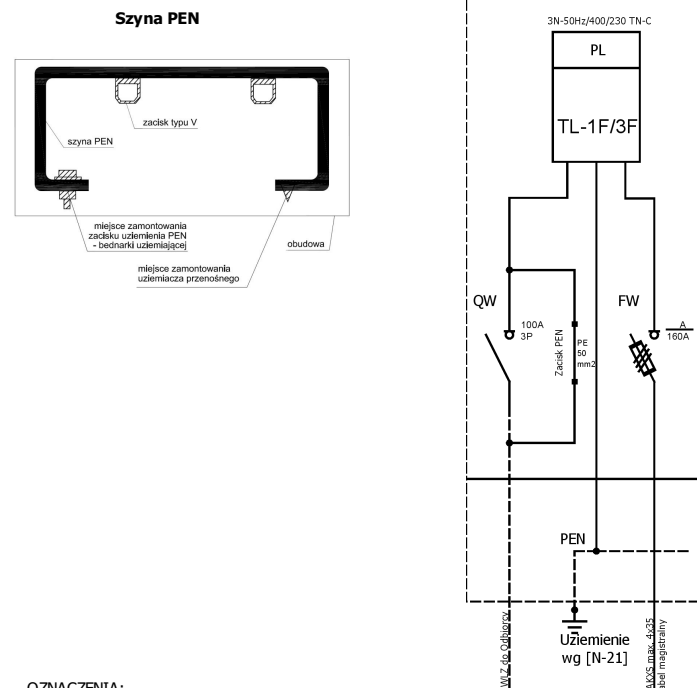 Szyna PEN
zacisk typu V
szyna PEN
miejsce zamontowania
zacisku uziemienia PEN
- bednarki uziemiającej
obudowa
miejsce zamontowania
uziemiacza przenośnego
3N-50Hz/400/230 TN-C
PL
TL-1F/3F
QW
100A
3P
Zacisk PEN
PE
50
mm2
FW
A
160A
PEN
Uziemienie
wg [N-21]
WLZ do Odbiorcy
AKXS max. 4x35
abel magistralny
OZNACZENIA: